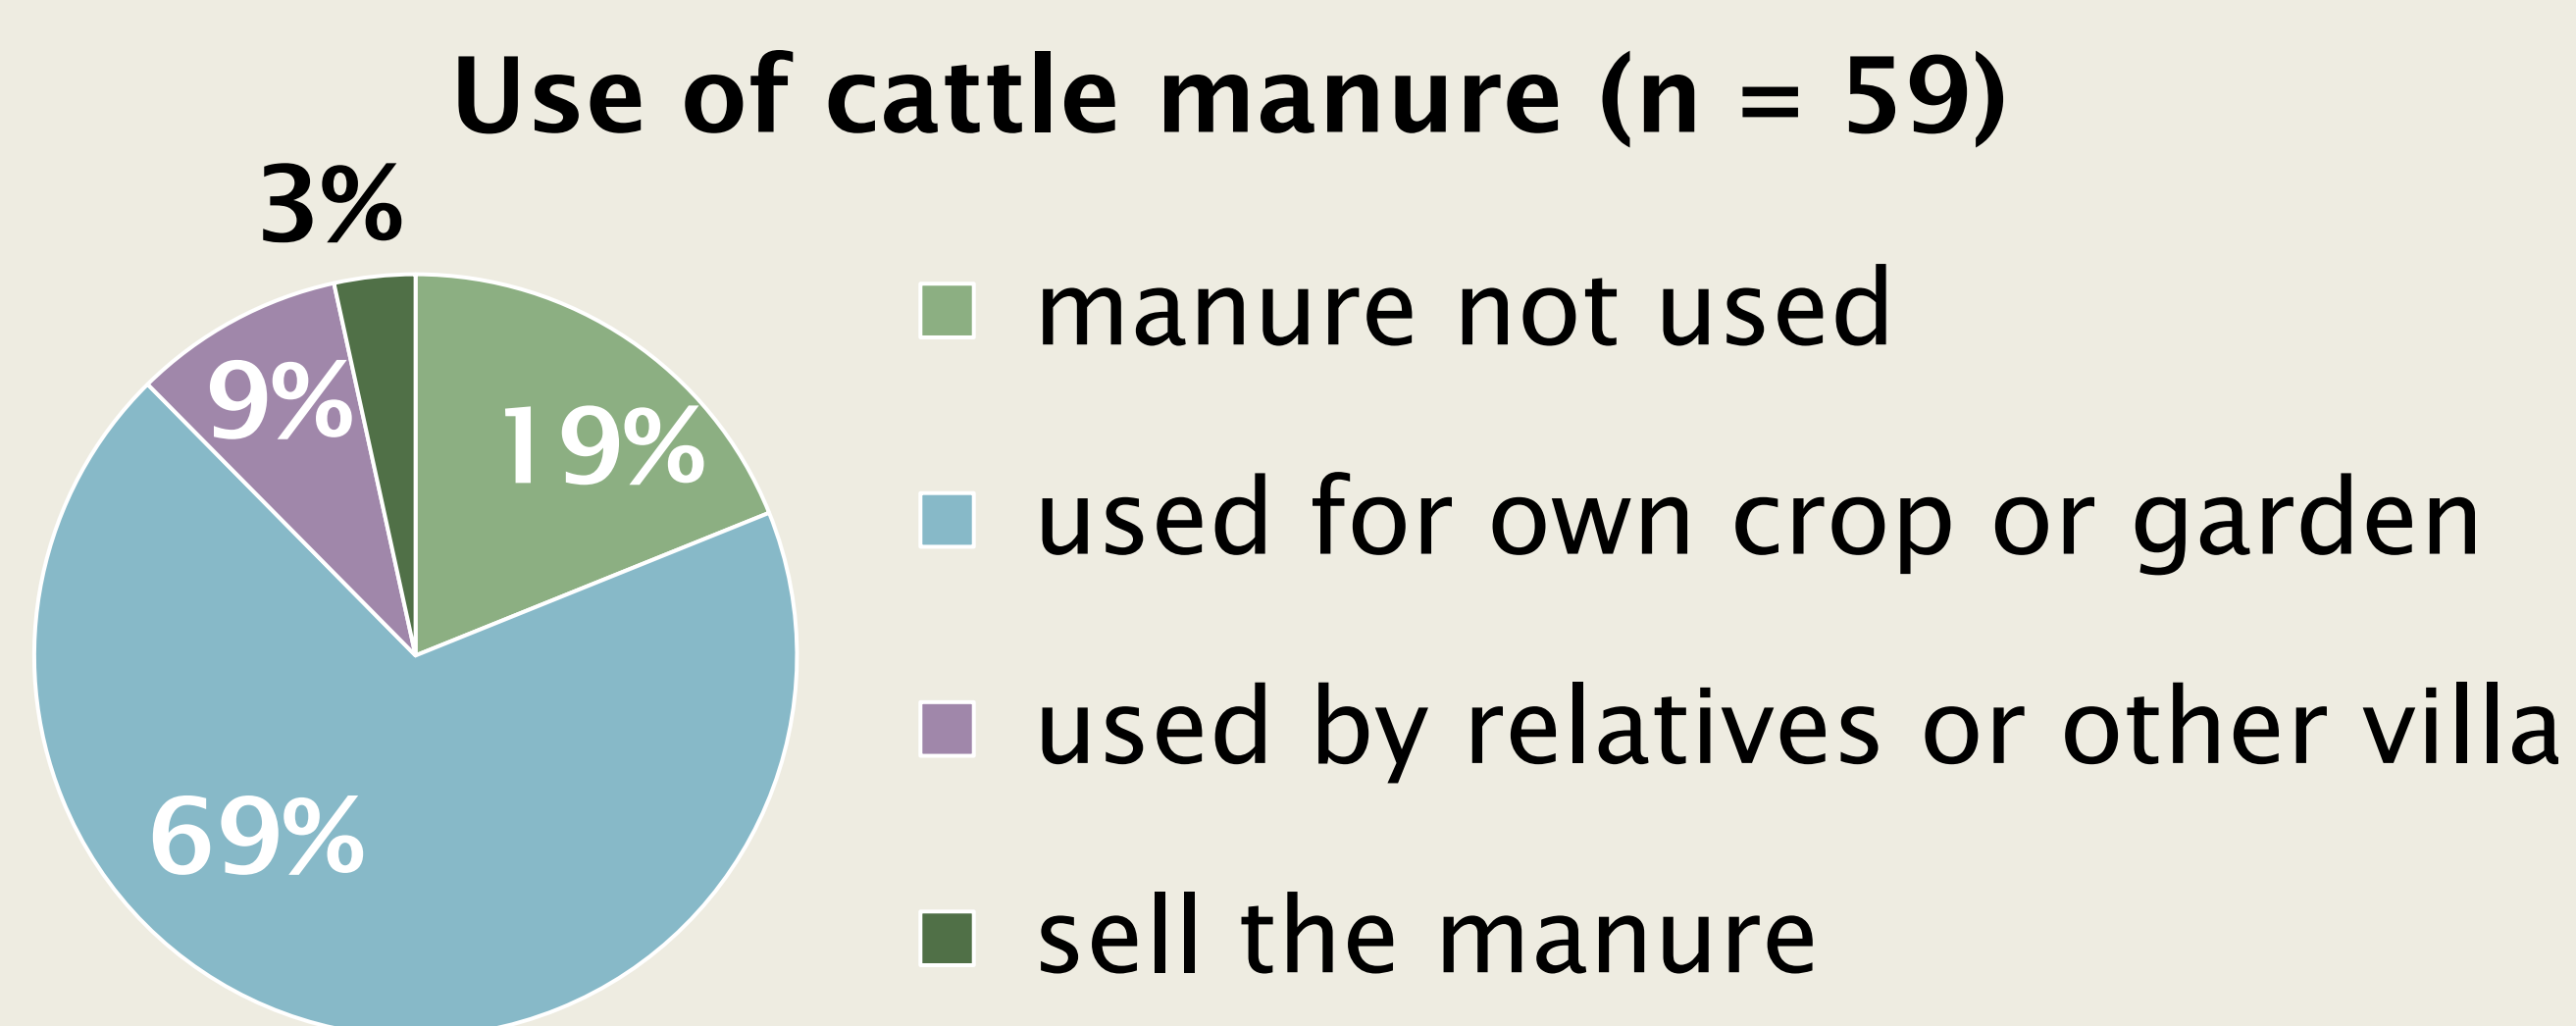 Use of cattle manure (n = 59)
3%
9%
19%
69%
manure not used
used for own crop or garden
used by relatives or other villa
sell the manure